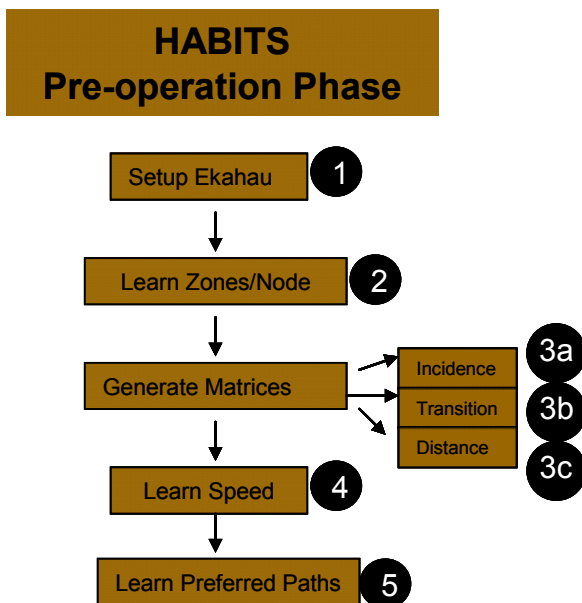 HABITS
Pre-operation Phase
Setup Ekahau
1
Learn Zones/Node
2
Generate Matrices
Incidence
3a
Transition
3b
Distance
3c
Learn Speed
4
Learn Preferred Paths
5